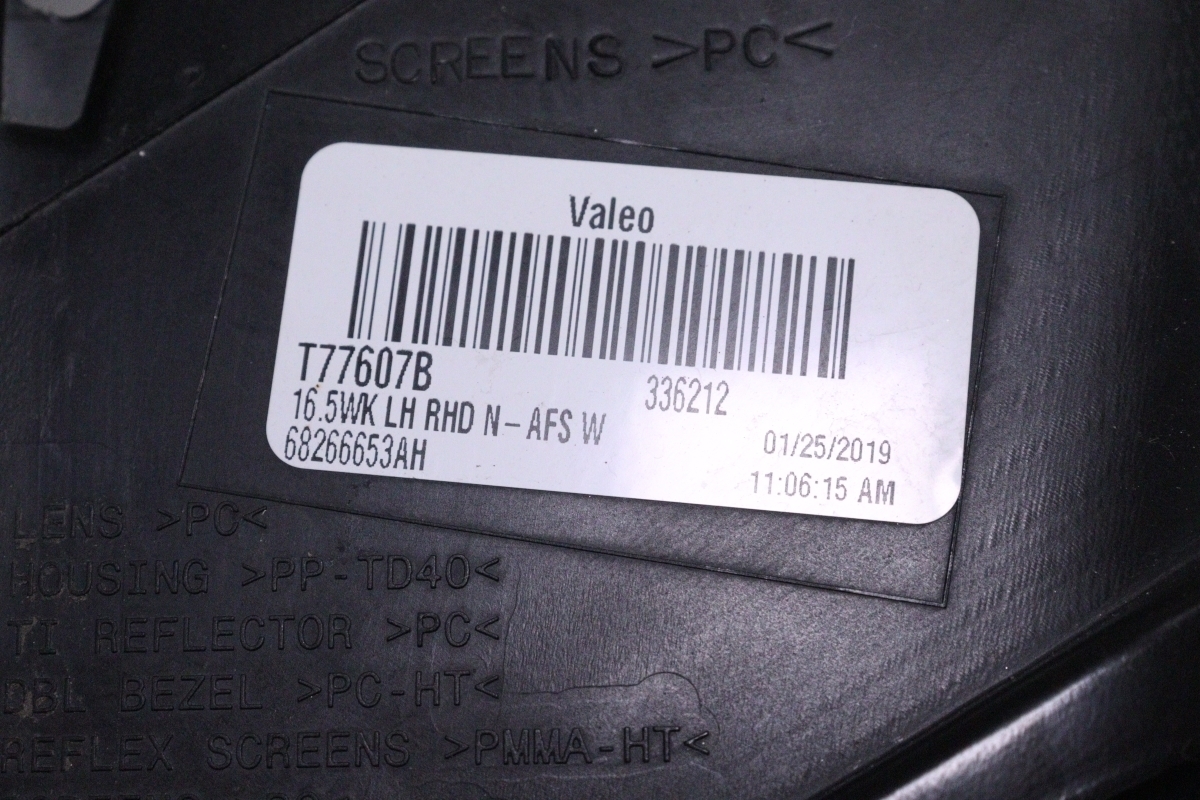 SCREENS >PC<
Valeo
T77607B
336212
16.5WK LH RHD N-AFS W
68266653AH
01/25/2019
11:06:15 AM
LENS >PC<
HOUSING >PP-TD40<
TI REFLECTOR >PC<
DBL BEZEL >PC-HT<
REFLEX SCREENS >PMMA-HT<